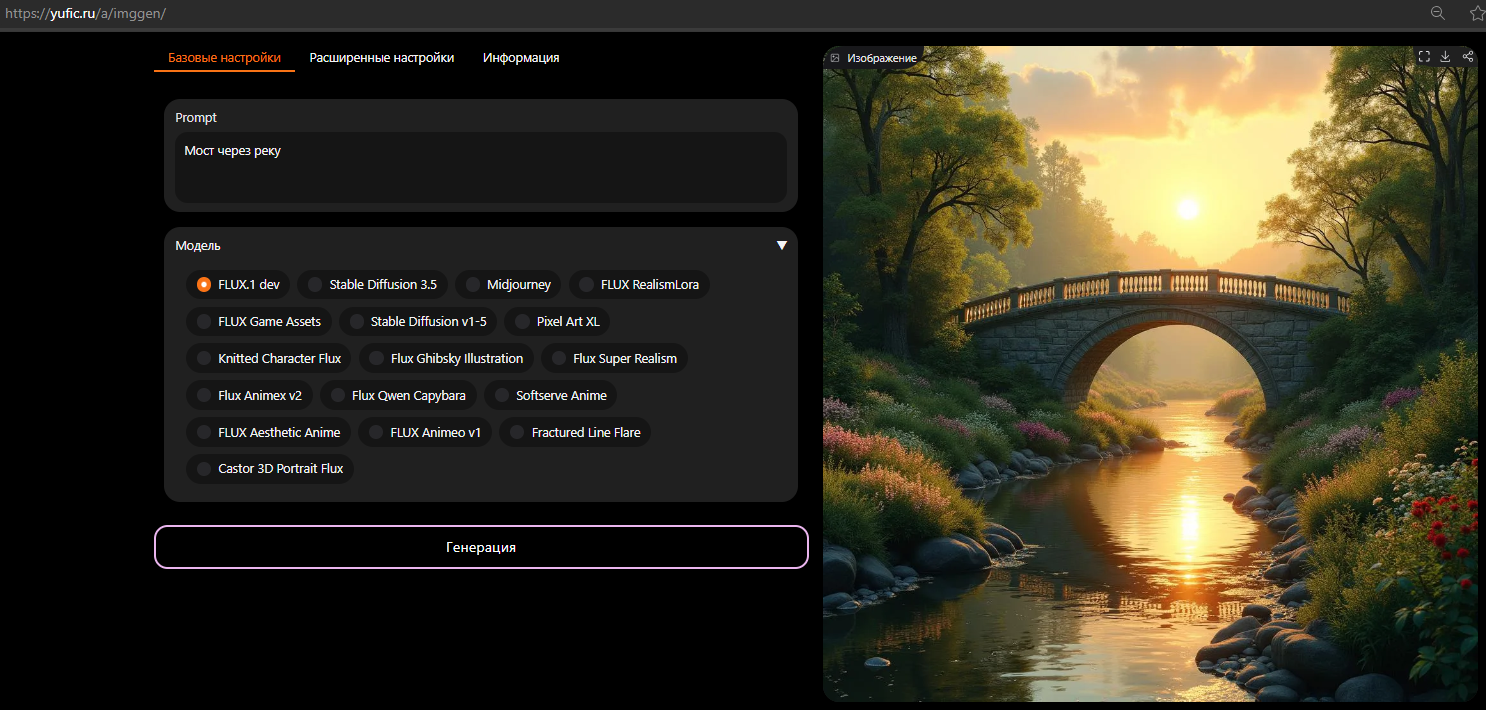 https://yufic.ru/a/imggen/
Базовые настройки Расширенные настройки Информация
Prompt
Мост через реку
Модель
FLUX.1 dev Stable Diffusion 3.5 Midjourney FLUX RealismLora
FLUX Game Assets Stable Diffusion v1-5 Pixel Art XL
Knitted Character Flux Flux Ghibsky Illustration Flux Super Realism
Flux Animex v2 Flux Qwen Capybara Softserve Anime
FLUX Aesthetic Anime FLUX Animeo v1 Fractured Line Flare
Castor 3D Portrait Flux
Генерация
Изображение